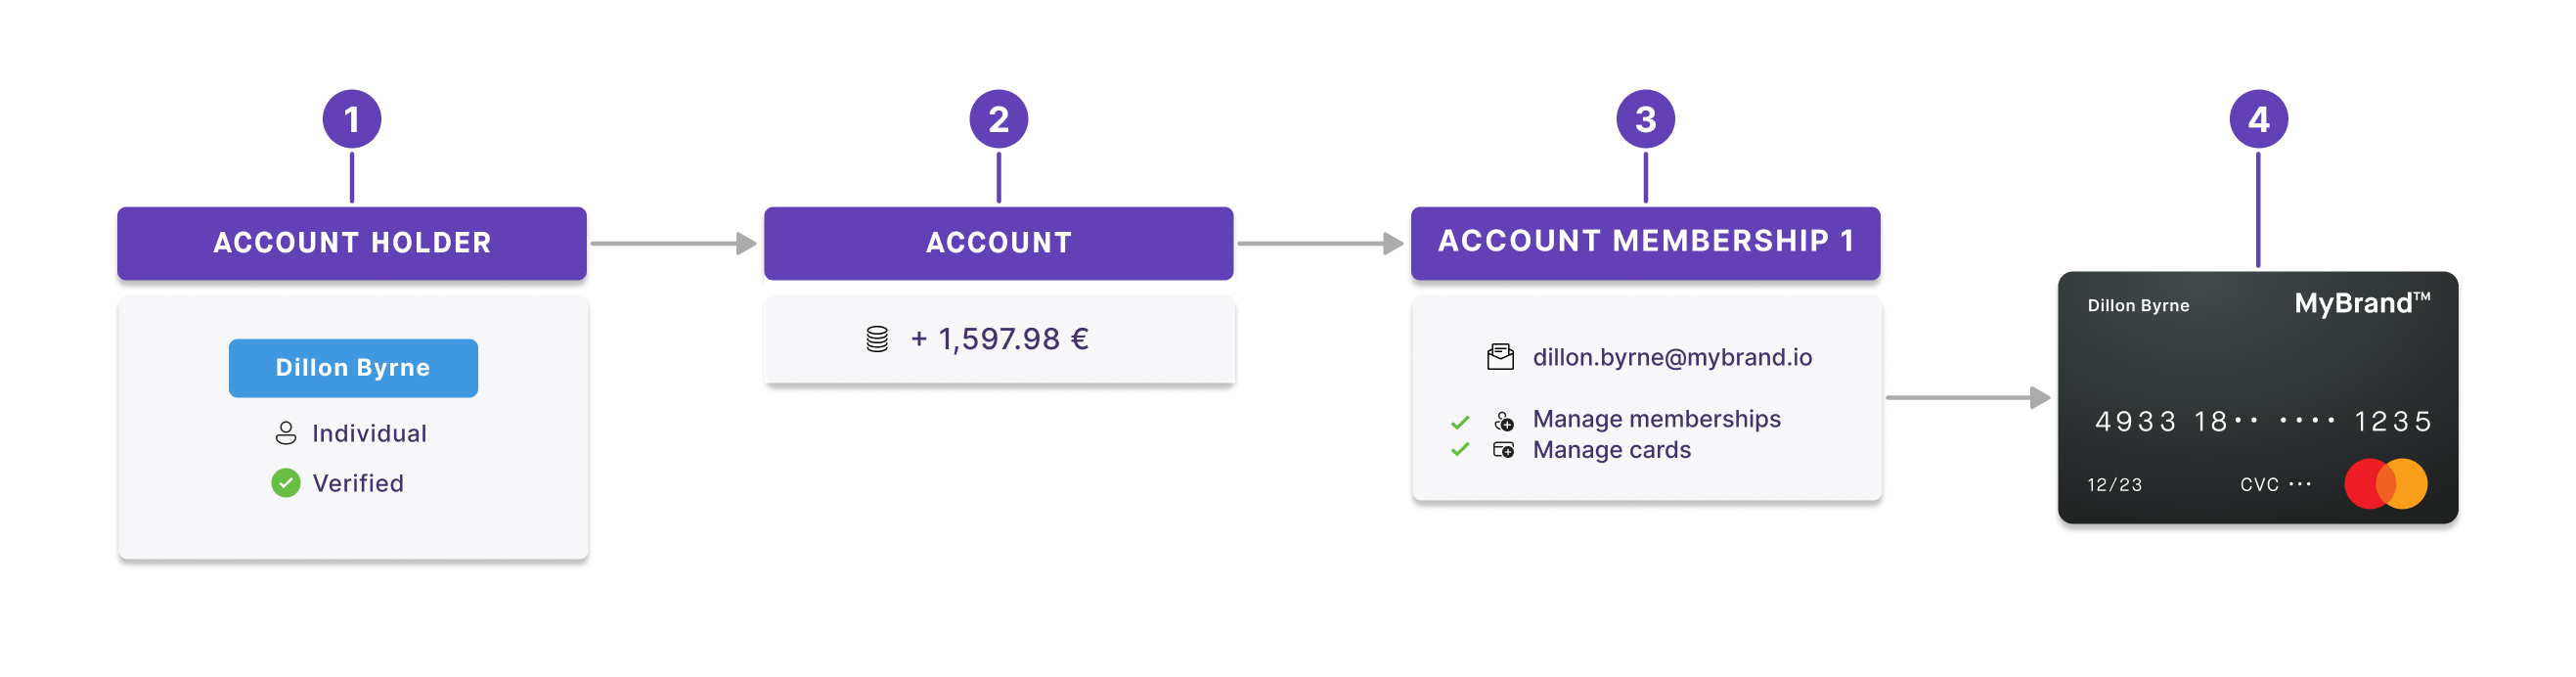 1
2
3
4
ACCOUNT HOLDER
ACCOUNT
ACCOUNT MEMBERSHIP 1
Dillon Byrne
Individual
Verified
+ 1,597.98 €
dillon.byrne@mybrand.io
Manage memberships
Manage cards
Dillon Byrne
MyBrand™
4933 18•• •••• 1235
12/23
CVC •••